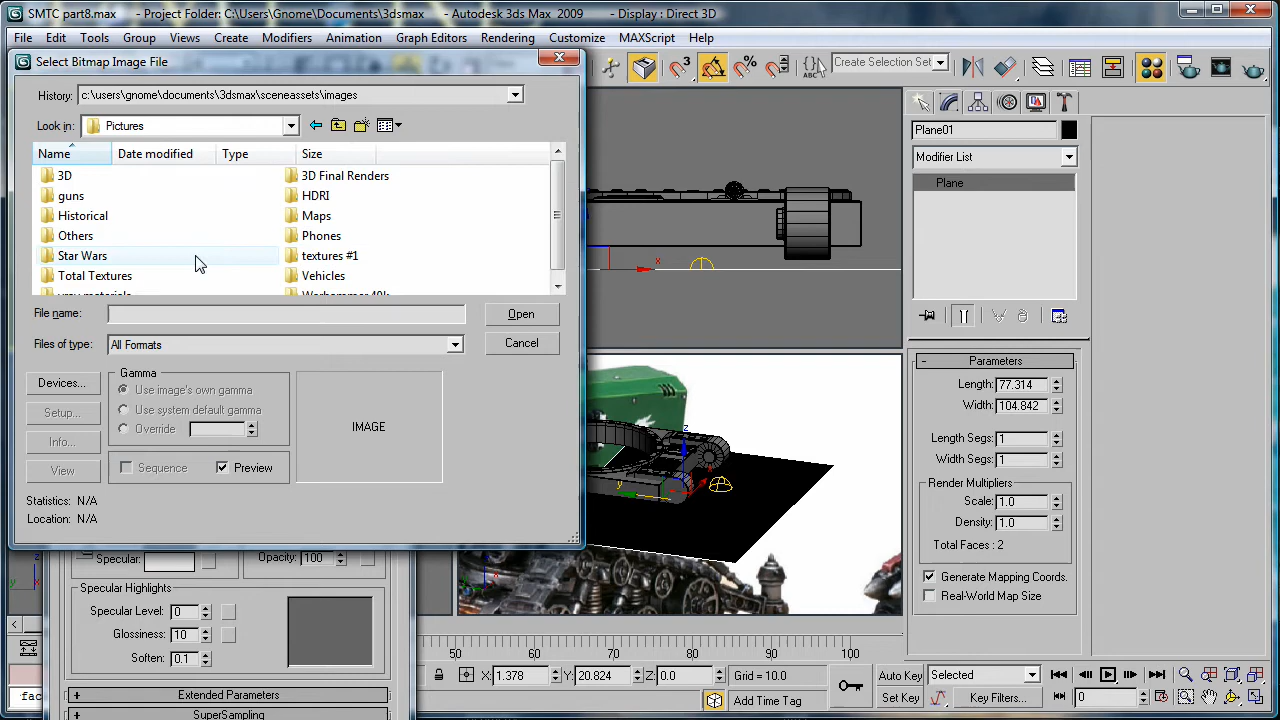 SMTC part8.max - Project Folder: C:\Users\Gnome\Documents\3dsmax - Autodesk 3ds Max 2009 - Display : Direct 3D
File Edit Tools Group Views Create Modifiers Animation Graph Editors Rendering Customize MAXScript Help
Select Bitmap Image File
History: c:\users\gnome\documents\3dsmax\sceneassets\images
Look in: Pictures
Name Date modified Type Size
3D 3D Final Renders
guns HDRI
Historical Maps
Others Phones
Star Wars textures #1
Total Textures Vehicles
vray materials Warhammer 40k
File name: Open
Files of type: All Formats Cancel
Devices...
Setup...
Info...
View
Gamma
Use image's own gamma
Use system default gamma
Override
Sequence Preview
IMAGE
Statistics: N/A
Location: N/A
3 % ABC Create Selection Set
Plane01
Modifier List
Plane
x
z
x
y
Parameters
Length: 77.314
Width: 104.842
Length Segs: 1
Width Segs: 1
Render Multipliers
Scale: 1.0
Density: 1.0
Total Faces : 2
Generate Mapping Coords.
Real-World Map Size
Specular: Opacity: 100
Specular Highlights
Specular Level: 0
Glossiness: 10
Soften: 0.1
Extended Parameters
SuperSampling
z
y
x
50 60 70 80 90 100
X: 1.378 Y: 20.824 Z: 0.0 Grid = 10.0
Add Time Tag
Auto Key Selected
Set Key Key Filters... 0